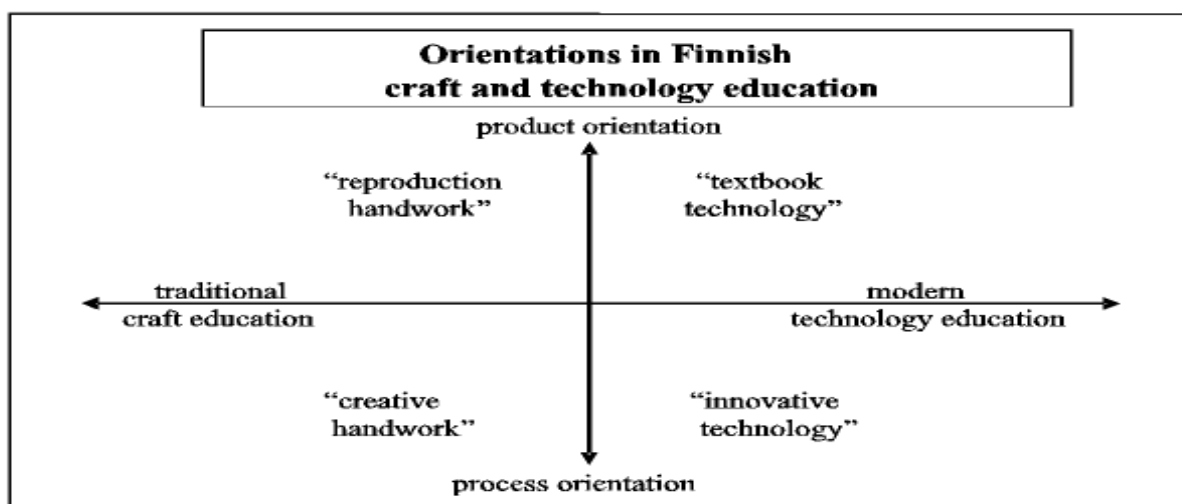 Orientations in Finnish
craft and technology education
product orientation
“reproduction
handwork”
“textbook
technology”
traditional
craft education
modern
technology education
“creative
handwork”
“innovative
technology”
process orientation